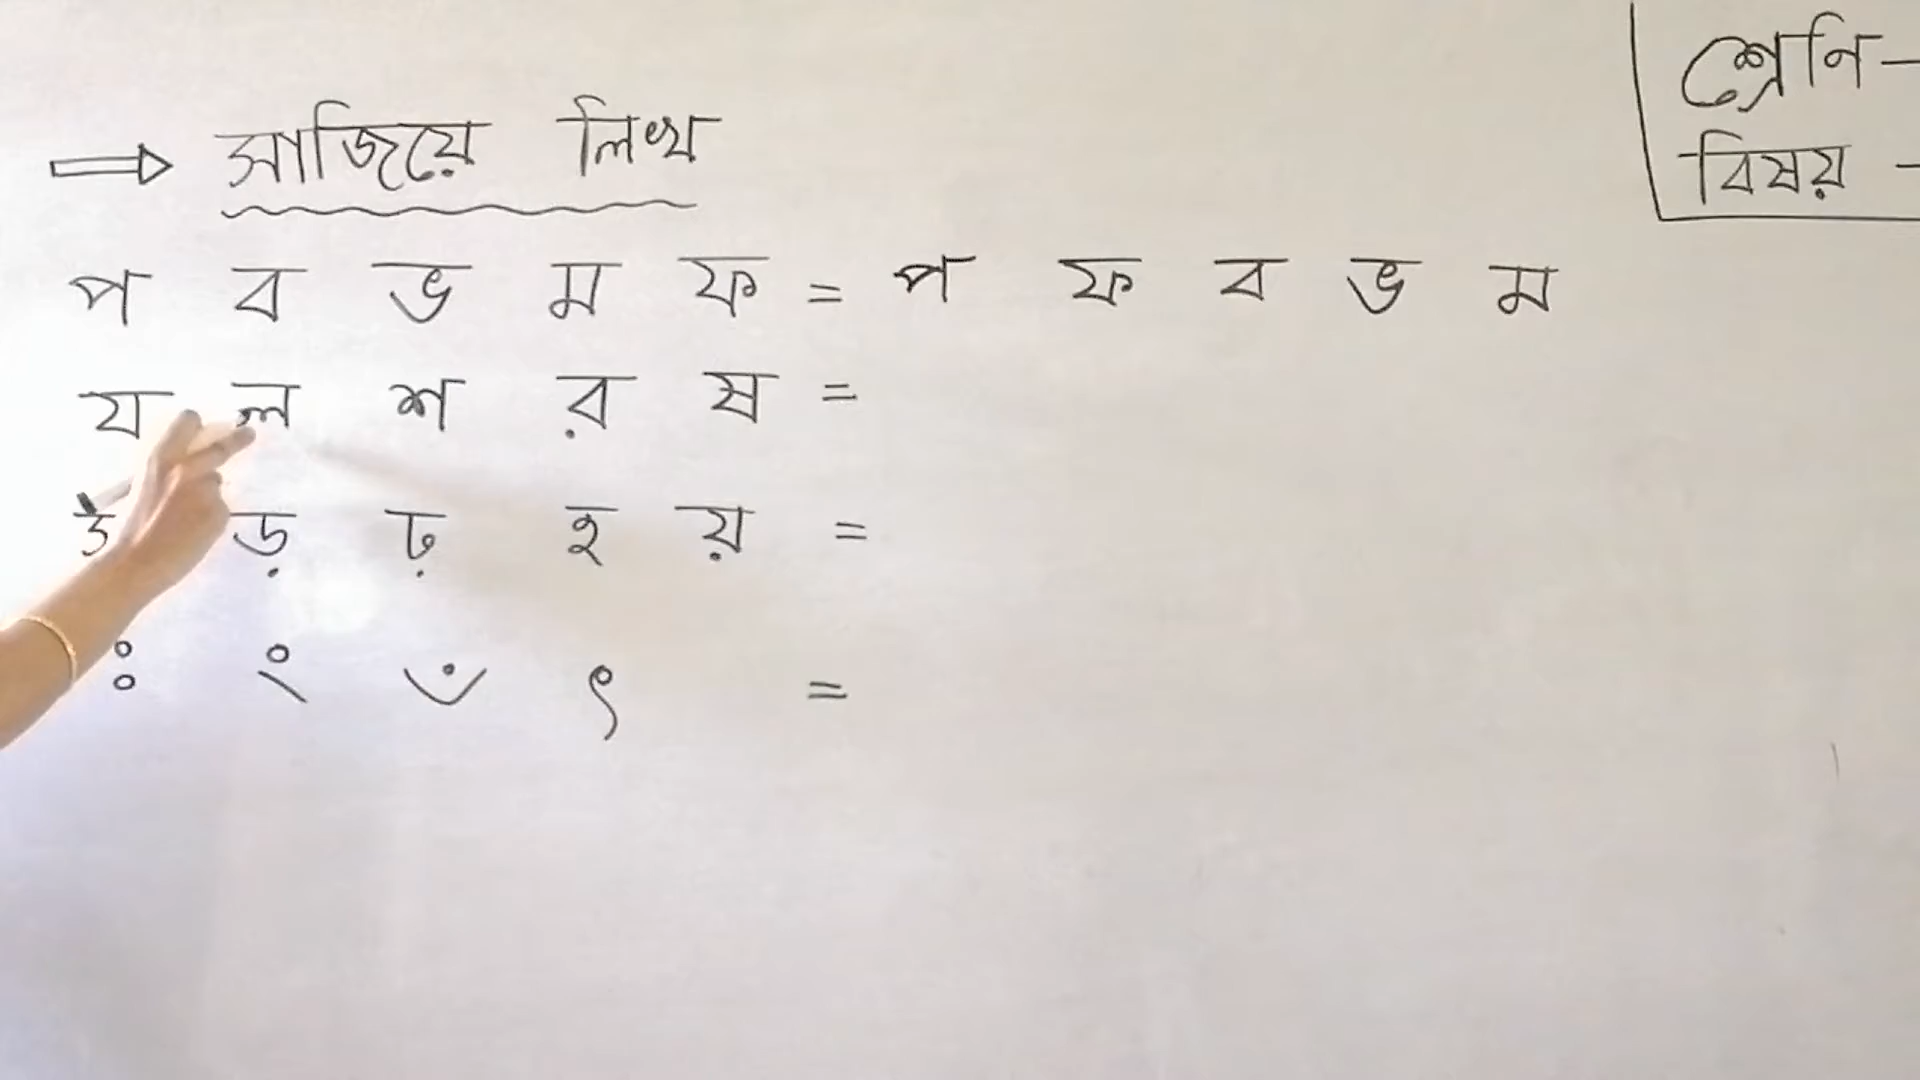 শ্রেণি-
বিষয় -
⇒ সাজিয়ে লিখ
প ব ভ ম ফ = প ফ ব ভ ম
য ল শ র ষ =
ড় ঢ় হ য় =
ঃ ং ঁ ৎ =